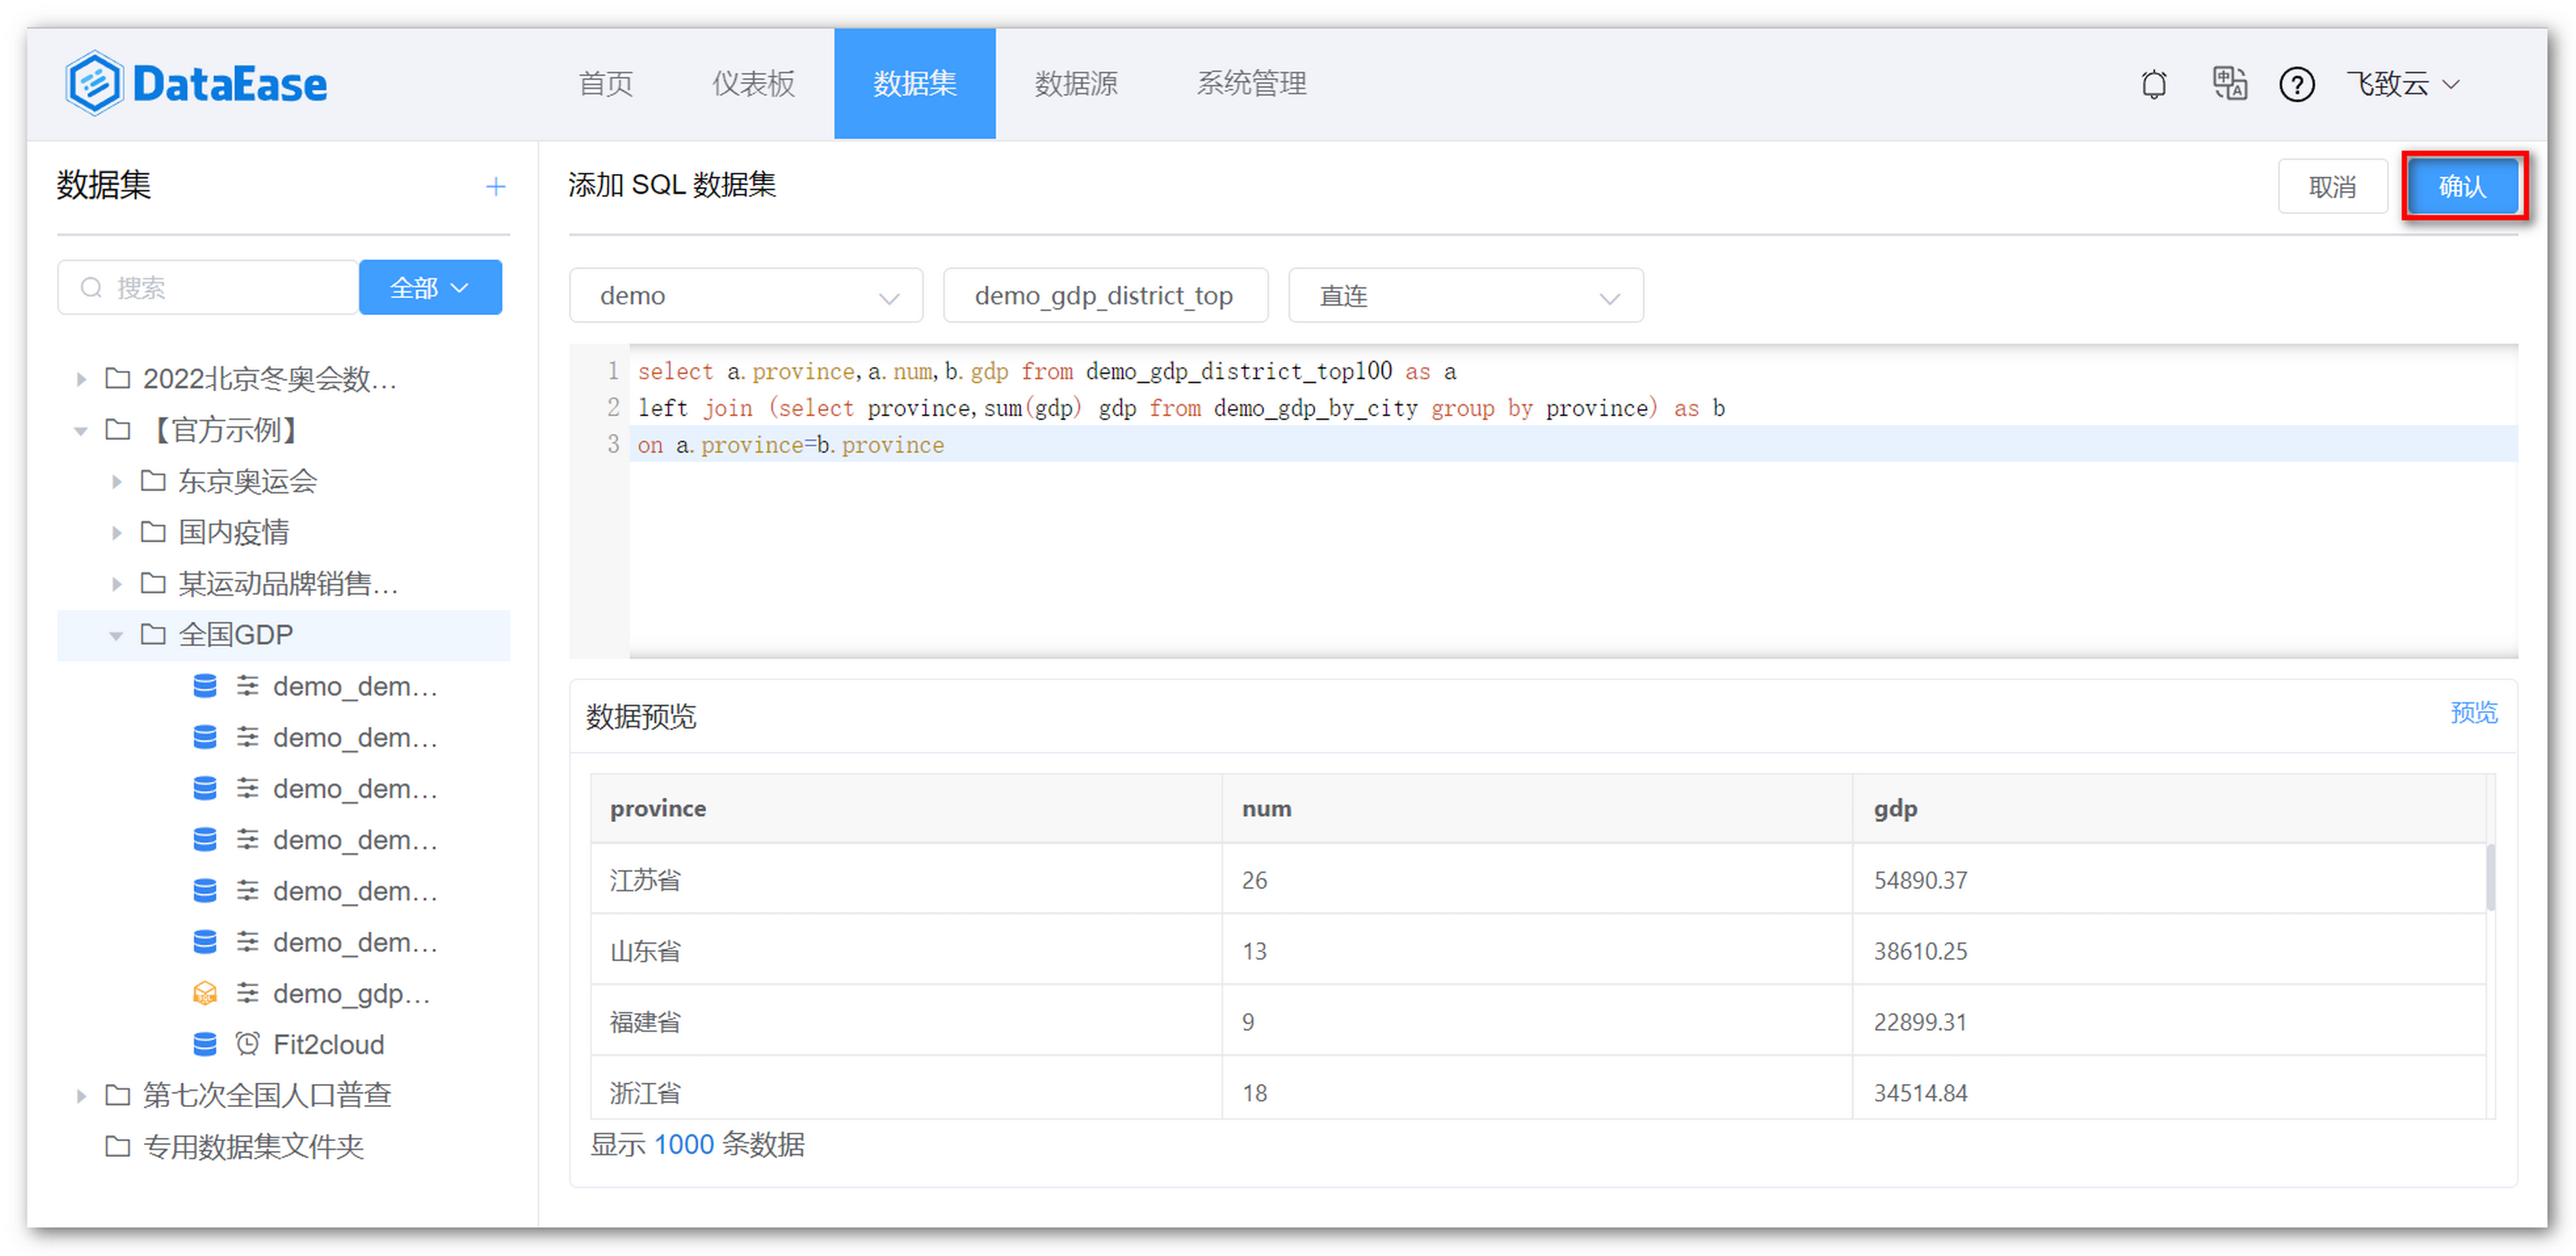 DataEase 首页 仪表板 数据集 数据源 系统管理 飞致云
数据集
搜索 全部
2022北京冬奥会数...
【官方示例】
东京奥运会
国内疫情
某运动品牌销售...
全国GDP
demo_dem...
demo_dem...
demo_dem...
demo_dem...
demo_dem...
demo_dem...
demo_gdp...
Fit2cloud
第七次全国人口普查
专用数据集文件夹
添加 SQL 数据集 取消 确认
demo demo_gdp_district_top 直连
1 select a.province,a.num,b.gdp from demo_gdp_district_top100 as a
2 left join (select province,sum(gdp) gdp from demo_gdp_by_city group by province) as b
3 on a.province=b.province
数据预览 预览
province num gdp
江苏省 26 54890.37
山东省 13 38610.25
福建省 9 22899.31
浙江省 18 34514.84
显示 1000 条数据